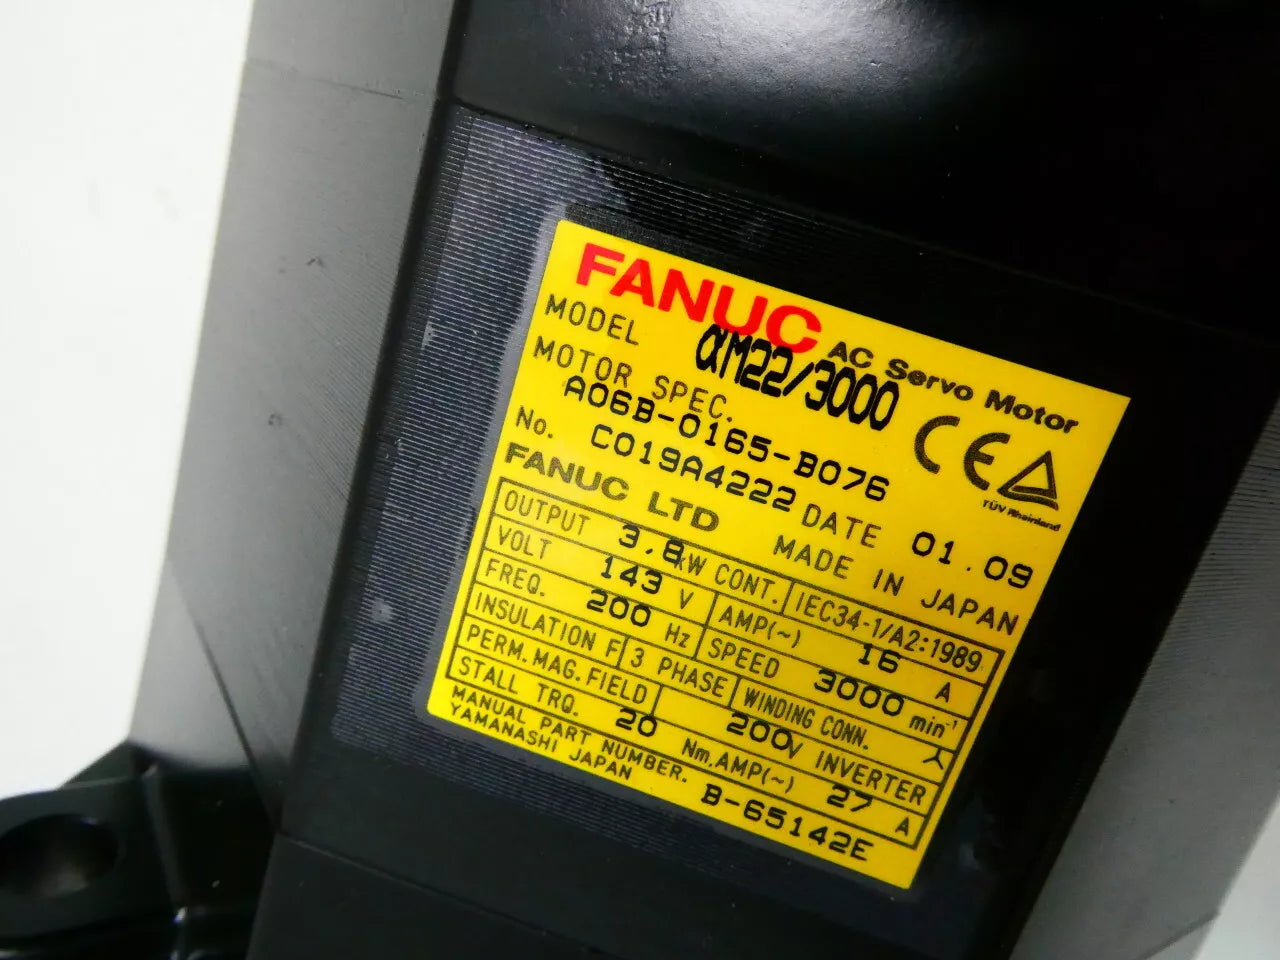 FANUC AC Servo Motor
MODEL αM22/3000
MOTOR SPEC.
A06B-0165-B076
No. C019A4222 DATE 01.09
FANUC LTD MADE IN JAPAN
CE
TÜV Rheinland
OUTPUT 3.8kW CONT. IEC34-1/A2:1989
VOLT 143 V AMP(~) 16 A
FREQ. 200 Hz SPEED 3000 min⁻¹
INSULATION F 3 PHASE WINDING CONN. 人
PERM.MAG.FIELD 200V INVERTER
STALL TRQ. 20 Nm.AMP(~) 27 A
MANUAL PART NUMBER. B-65142E
YAMANASHI JAPAN